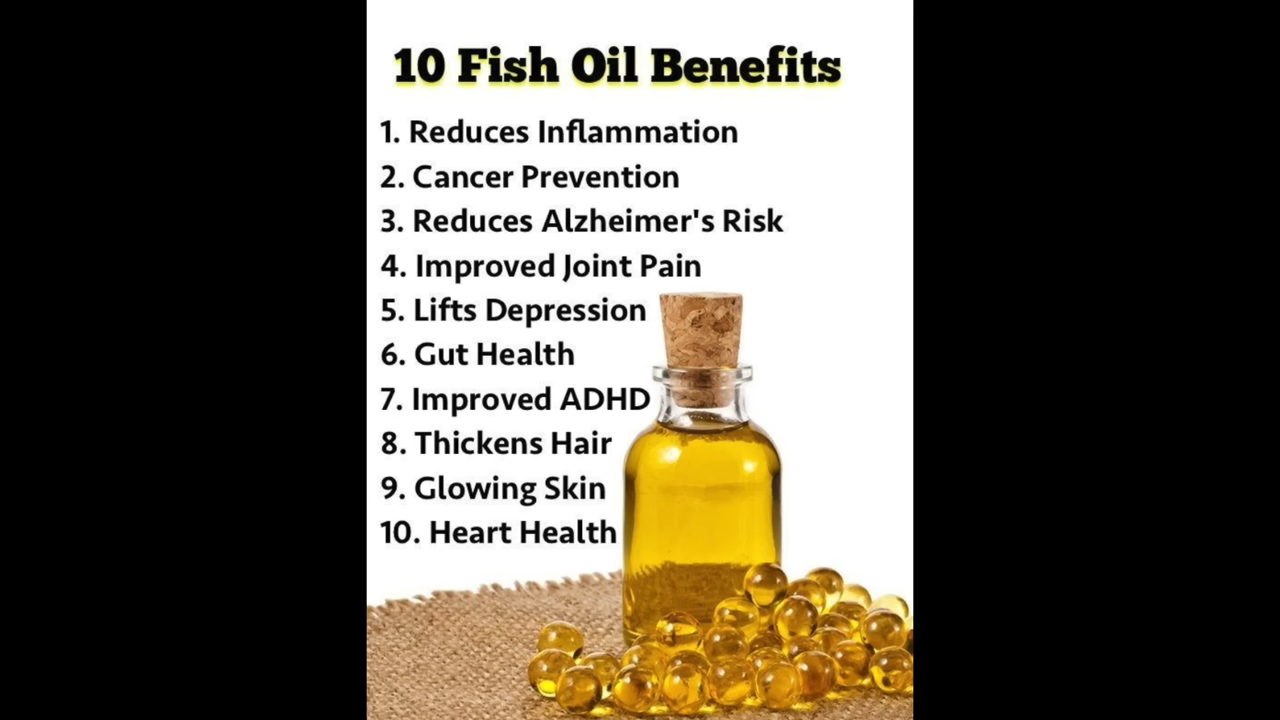 10 Fish Oil Benefits
1. Reduces Inflammation
2. Cancer Prevention
3. Reduces Alzheimer's Risk
4. Improved Joint Pain
5. Lifts Depression
6. Gut Health
7. Improved ADHD
8. Thickens Hair
9. Glowing Skin
10. Heart Health